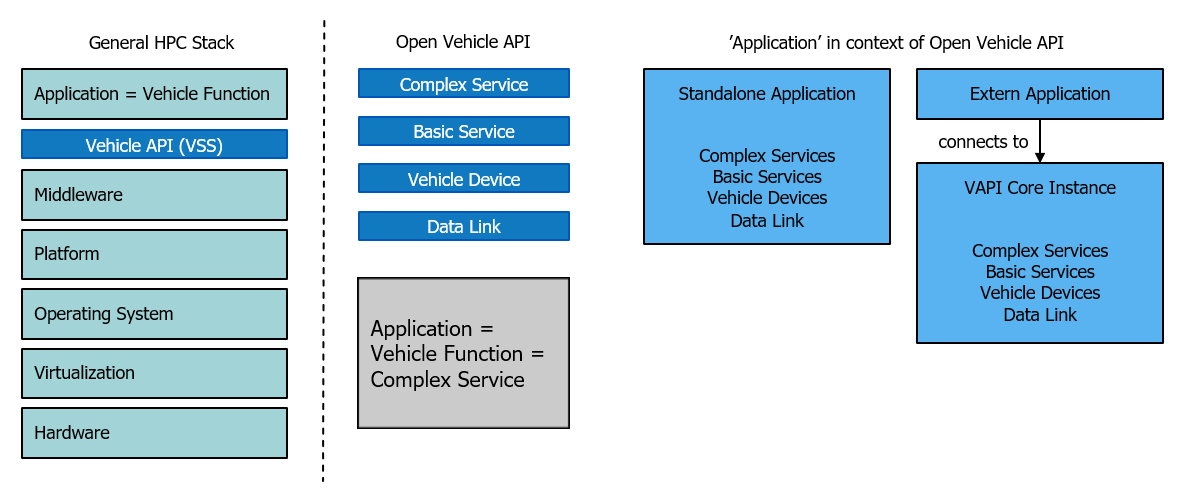 General HPC Stack
Application = Vehicle Function
Vehicle API (VSS)
Middleware
Platform
Operating System
Virtualization
Hardware
Open Vehicle API
Complex Service
Basic Service
Vehicle Device
Data Link
Application =
Vehicle Function =
Complex Service
’Application’ in context of Open Vehicle API
Standalone Application
Complex Services
Basic Services
Vehicle Devices
Data Link
Extern Application
connects to
VAPI Core Instance
Complex Services
Basic Services
Vehicle Devices
Data Link